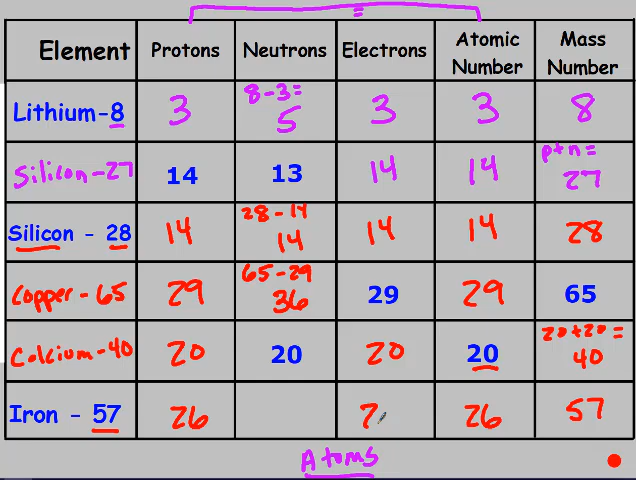 =
Element Protons Neutrons Electrons Atomic Number Mass Number
Lithium-8 3 8-3= 5 3 3 8
Silicon-27 14 13 14 14 p+n= 27
Silicon - 28 14 28-14 14 14 14 28
Copper-65 29 65-29 36 29 29 65
Calcium-40 20 20 20 20 20+20= 40
Iron - 57 26 2 26 57
Atoms